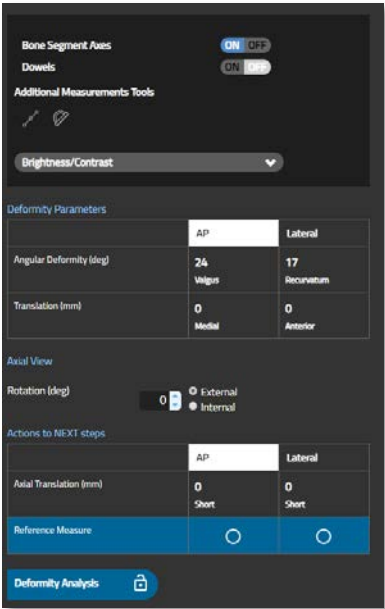 Bone Segment Axes ON OFF
Dowels ON OFF
Additional Measurements Tools
Brightness/Contrast
Deformity Parameters
AP Lateral
Angular Deformity (deg) 24 17
Valgus Recurvatum
Translation (mm) 0 0
Medial Anterior
Axial View
Rotation (deg) 0 External
Internal
Actions to NEXT steps
AP Lateral
Axial Translation (mm) 0 0
Short Short
Reference Measure
Deformity Analysis